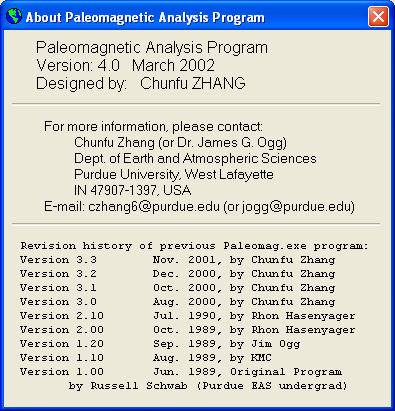 About Paleomagnetic Analysis Program
Paleomagnetic Analysis Program
Version: 4.0 March 2002
Designed by: Chunfu ZHANG
For more information, please contact:
Chunfu Zhang (or Dr. James G. Ogg)
Dept. of Earth and Atmospheric Sciences
Purdue University, West Lafayette
IN 47907-1397, USA
E-mail: czhang6@purdue.edu (or jogg@purdue.edu)
Revision history of previous Paleomag.exe program:
Version 3.3 Nov. 2001, by Chunfu Zhang
Version 3.2 Dec. 2000, by Chunfu Zhang
Version 3.1 Oct. 2000, by Chunfu Zhang
Version 3.0 Aug. 2000, by Chunfu Zhang
Version 2.10 Jul. 1990, by Rhon Hasenyager
Version 2.00 Oct. 1989, by Rhon Hasenyager
Version 1.20 Sep. 1989, by Jim Ogg
Version 1.10 Aug. 1989, by KMC
Version 1.00 Jun. 1989, Original Program
by Russell Schwab (Purdue EAS undergrad)